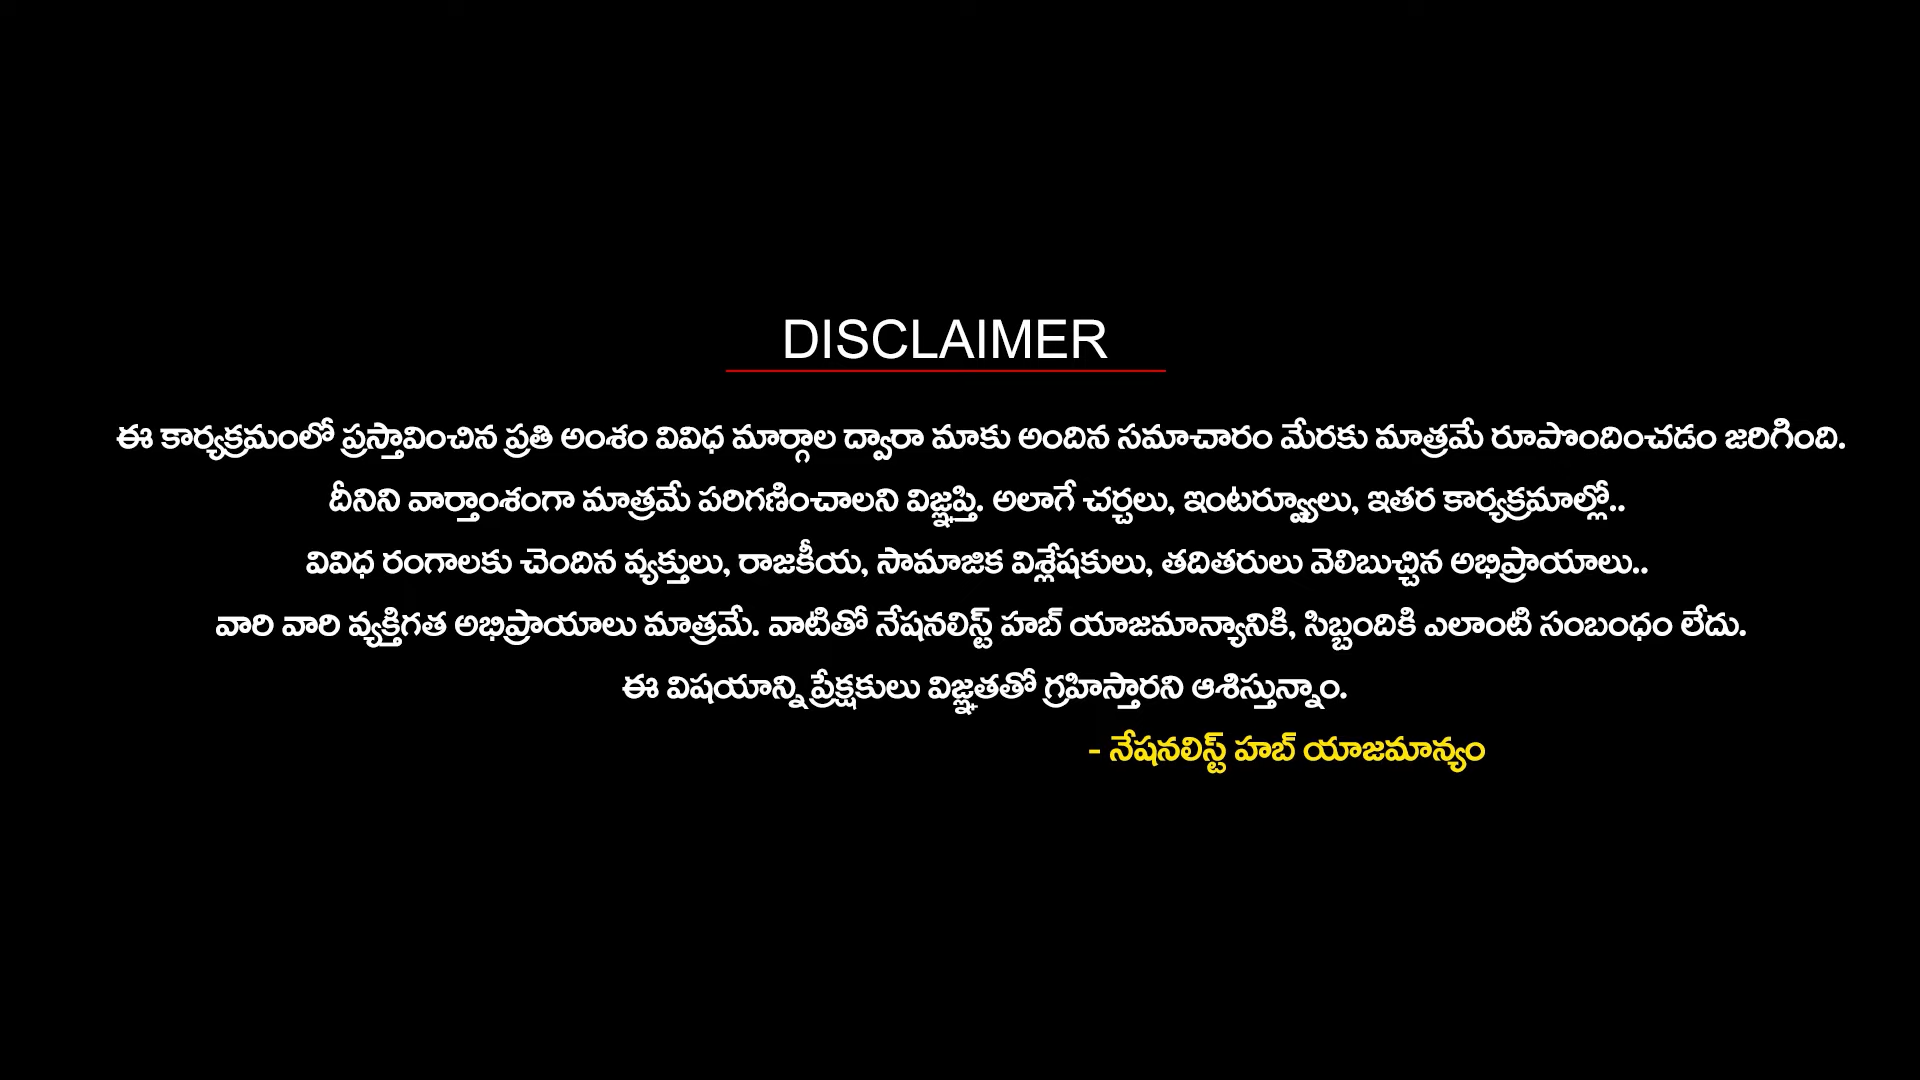 DISCLAIMER
ఈ కార్యక్రమంలో ప్రస్తావించిన ప్రతి అంశం వివిధ మార్గాల ద్వారా మాకు అందిన సమాచారం మేరకు మాత్రమే రూపొందించడం జరిగింది.
దీనిని వార్తాంశంగా మాత్రమే పరిగణించాలని విజ్ఞప్తి. అలాగే చర్చలు, ఇంటర్వ్యూలు, ఇతర కార్యక్రమాల్లో..
వివిధ రంగాలకు చెందిన వ్యక్తులు, రాజకీయ, సామాజిక విశ్లేషకులు, తదితరులు వెలిబుచ్చిన అభిప్రాయాలు..
వారి వారి వ్యక్తిగత అభిప్రాయాలు మాత్రమే. వాటితో నేషనలిస్ట్ హబ్ యాజమాన్యానికి, సిబ్బందికి ఎలాంటి సంబంధం లేదు.
ఈ విషయాన్ని ప్రేక్షకులు విజ్ఞతతో గ్రహిస్తారని ఆశిస్తున్నాం.
- నేషనలిస్ట్ హబ్ యాజమాన్యం